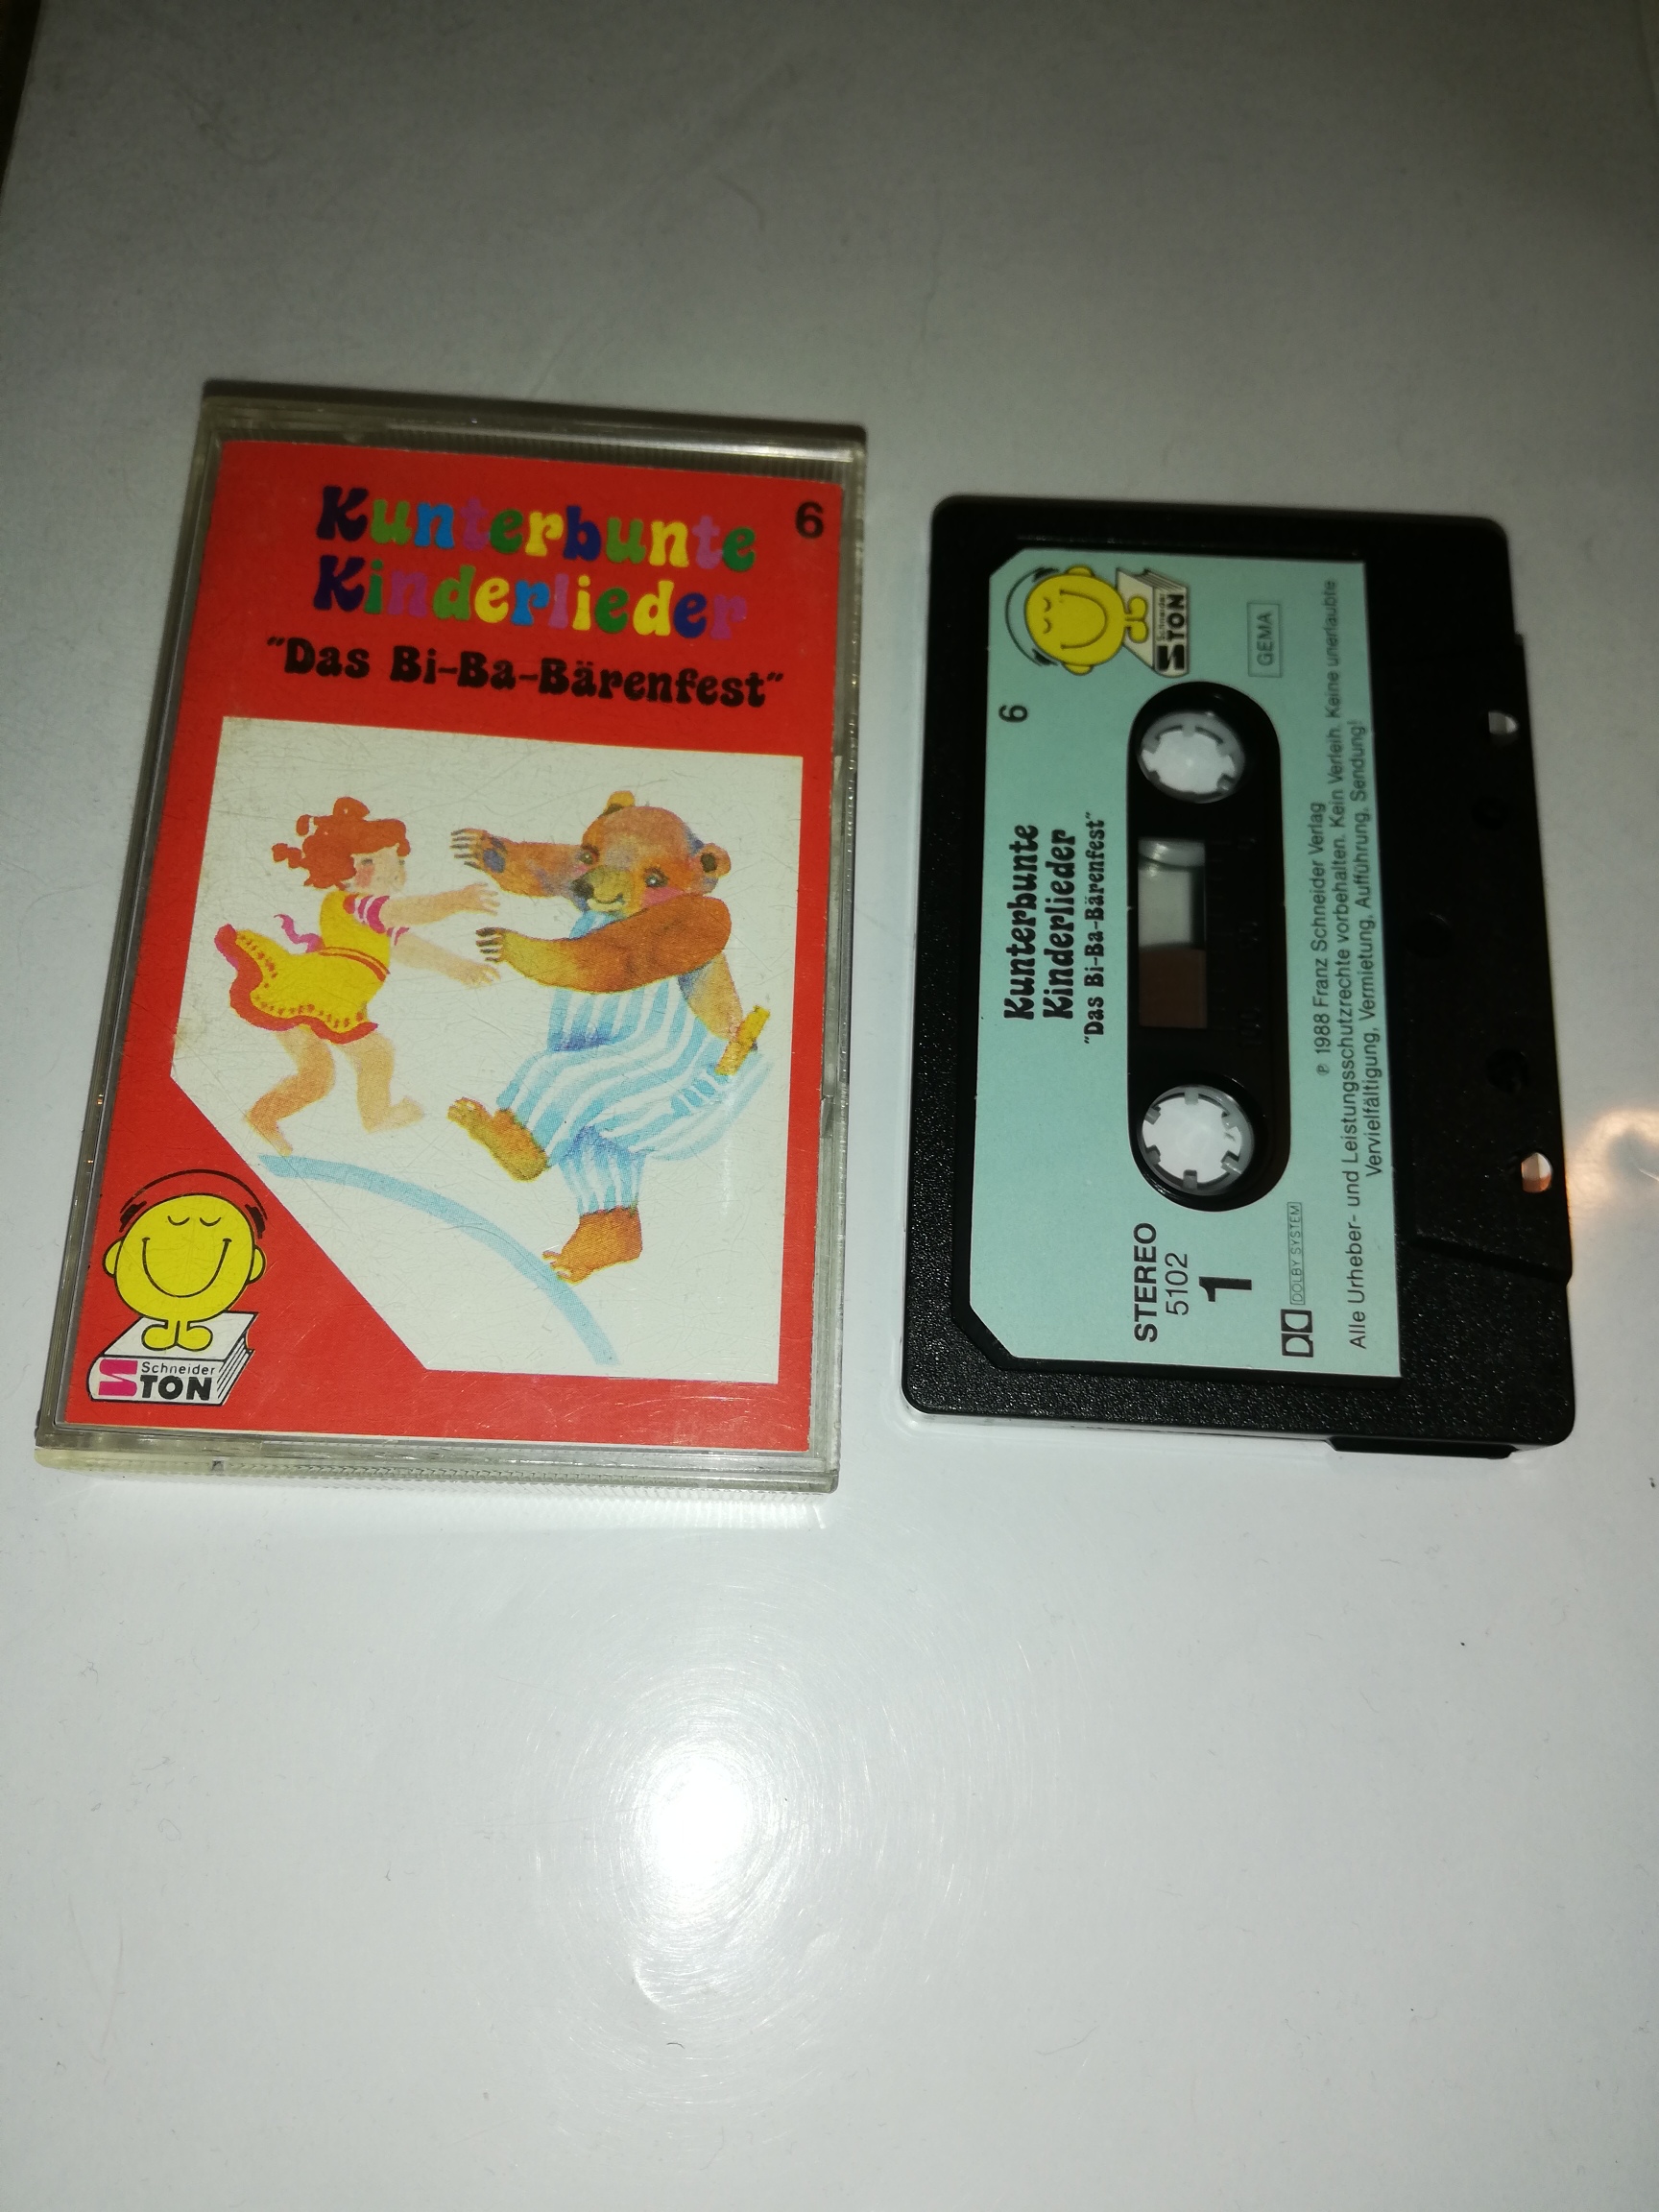 6
Kunterbunte
Kinderlieder
"Das Bi-Ba-Bärenfest"
Schneider
TON
Schneider
TON
6
Kunterbunte
Kinderlieder
"Das Bi-Ba-Bärenfest"
GEMA
STEREO
5102
1
DOLBY SYSTEM
℗ 1988 Franz Schneider Verlag
Alle Urheber- und Leistungsschutzrechte vorbehalten. Kein Verleih. Keine unerlaubte
Vervielfältigung, Vermietung, Aufführung, Sendung!